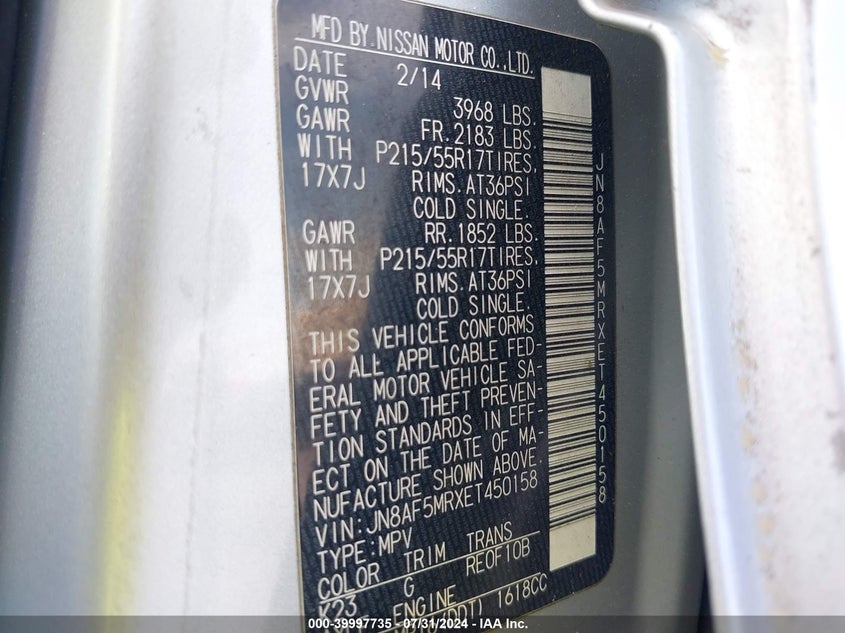 MFD BY NISSAN MOTOR CO.,LTD.
DATE 2/14
GVWR 3968 LBS.
GAWR FR.2183 LBS.
WITH P215/55R17TIRES,
17X7J RIMS.AT36PSI
COLD SINGLE.
GAWR RR.1852 LBS.
WITH P215/55R17TIRES,
17X7J RIMS.AT36PSI
COLD SINGLE.
THIS VEHICLE CONFORMS
TO ALL APPLICABLE FED-
ERAL MOTOR VEHICLE SA-
FETY AND THEFT PREVEN-
TION STANDARDS IN EFF-
ECT ON THE DATE OF MA-
NUFACTURE SHOWN ABOVE.
VIN:JN8AF5MRXET450158
TYPE:MPV
COLOR TRIM TRANS
K23 G RE0F10B
ENGINE
1618CC
JN8AF5MRXET450158
000-39997735 - 07/31/2024 - IAA Inc.